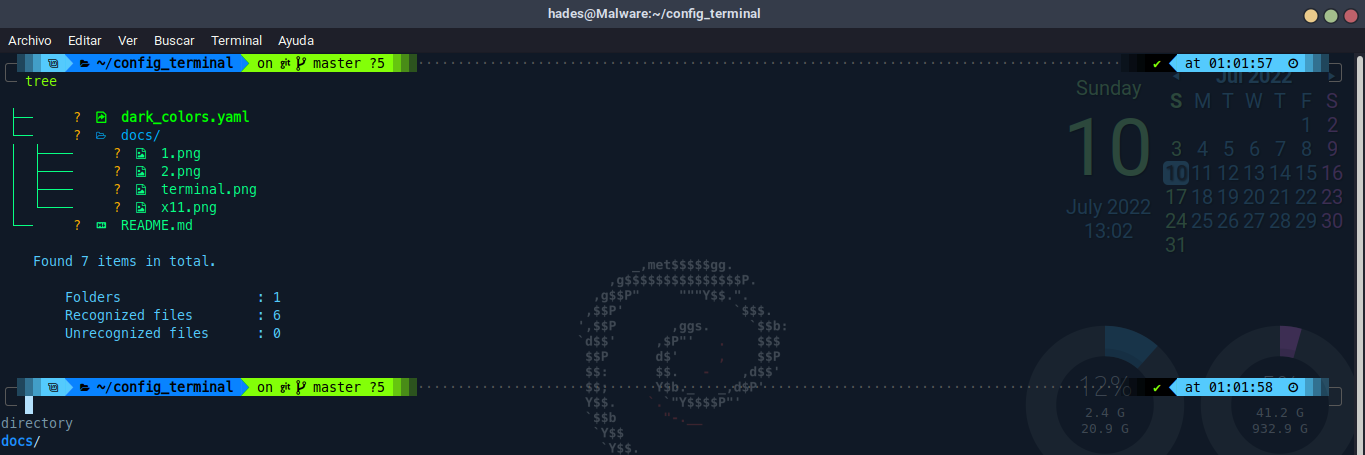 hades@Malware:~/config_terminal
Archivo Editar Ver Buscar Terminal Ayuda
~/config_terminal on git master ?5 ✔ at 01:01:57
tree
? dark_colors.yaml
? docs/
? 1.png
? 2.png
? terminal.png
? x11.png
? README.md
Found 7 items in total.
Folders : 1
Recognized files : 6
Unrecognized files : 0
~/config_terminal on git master ?5 ✔ at 01:01:58
directory
docs/
Sunday
10
July 2022
13:02
Jul 2022
S M T W T F S
1 2
3 4 5 6 7 8 9
10 11 12 13 14 15 16
17 18 19 20 21 22 23
24 25 26 27 28 29 30
31
_,met$$$$$gg.
,g$$$$$$$$$$$$$$$P.
,g$$P" """Y$$.".
,$$P' `$$$.
',$$P ,ggs. `$$b:
`d$$' ,$P"' . $$$
$$P d$' , $$P
$$: $$. - ,d$$'
$$; Y$b._ _,d$P'
Y$$. `.`"Y$$$$P"'
`$$b "-.__
`Y$$
`Y$$.
12%
2.4 G
20.9 G
41.2 G
932.9 G